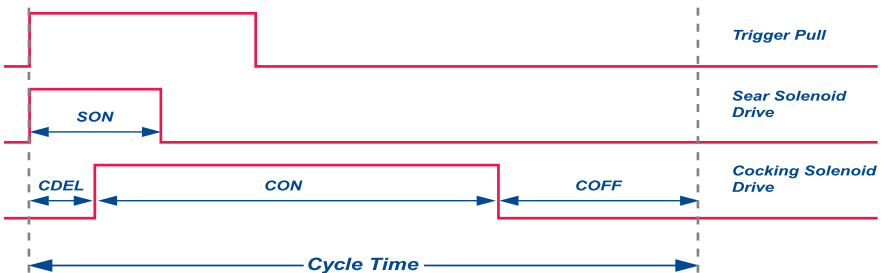 Trigger Pull
Sear Solenoid
Drive
SON
Cocking Solenoid
Drive
CDEL
CON
COFF
Cycle Time